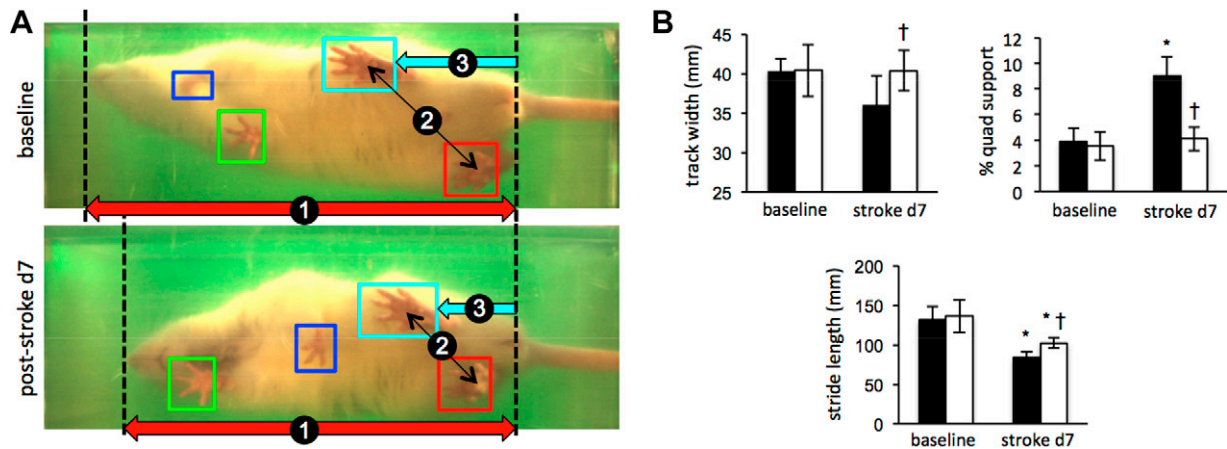 A
baseline
3
2
1
post-stroke d7
3
2
1
B
track width (mm)
45
40
35
30
25
†
baseline stroke d7
% quad support
12
10
8
6
4
2
0
*
†
baseline stroke d7
stride length (mm)
200
150
100
50
0
*
* †
baseline stroke d7